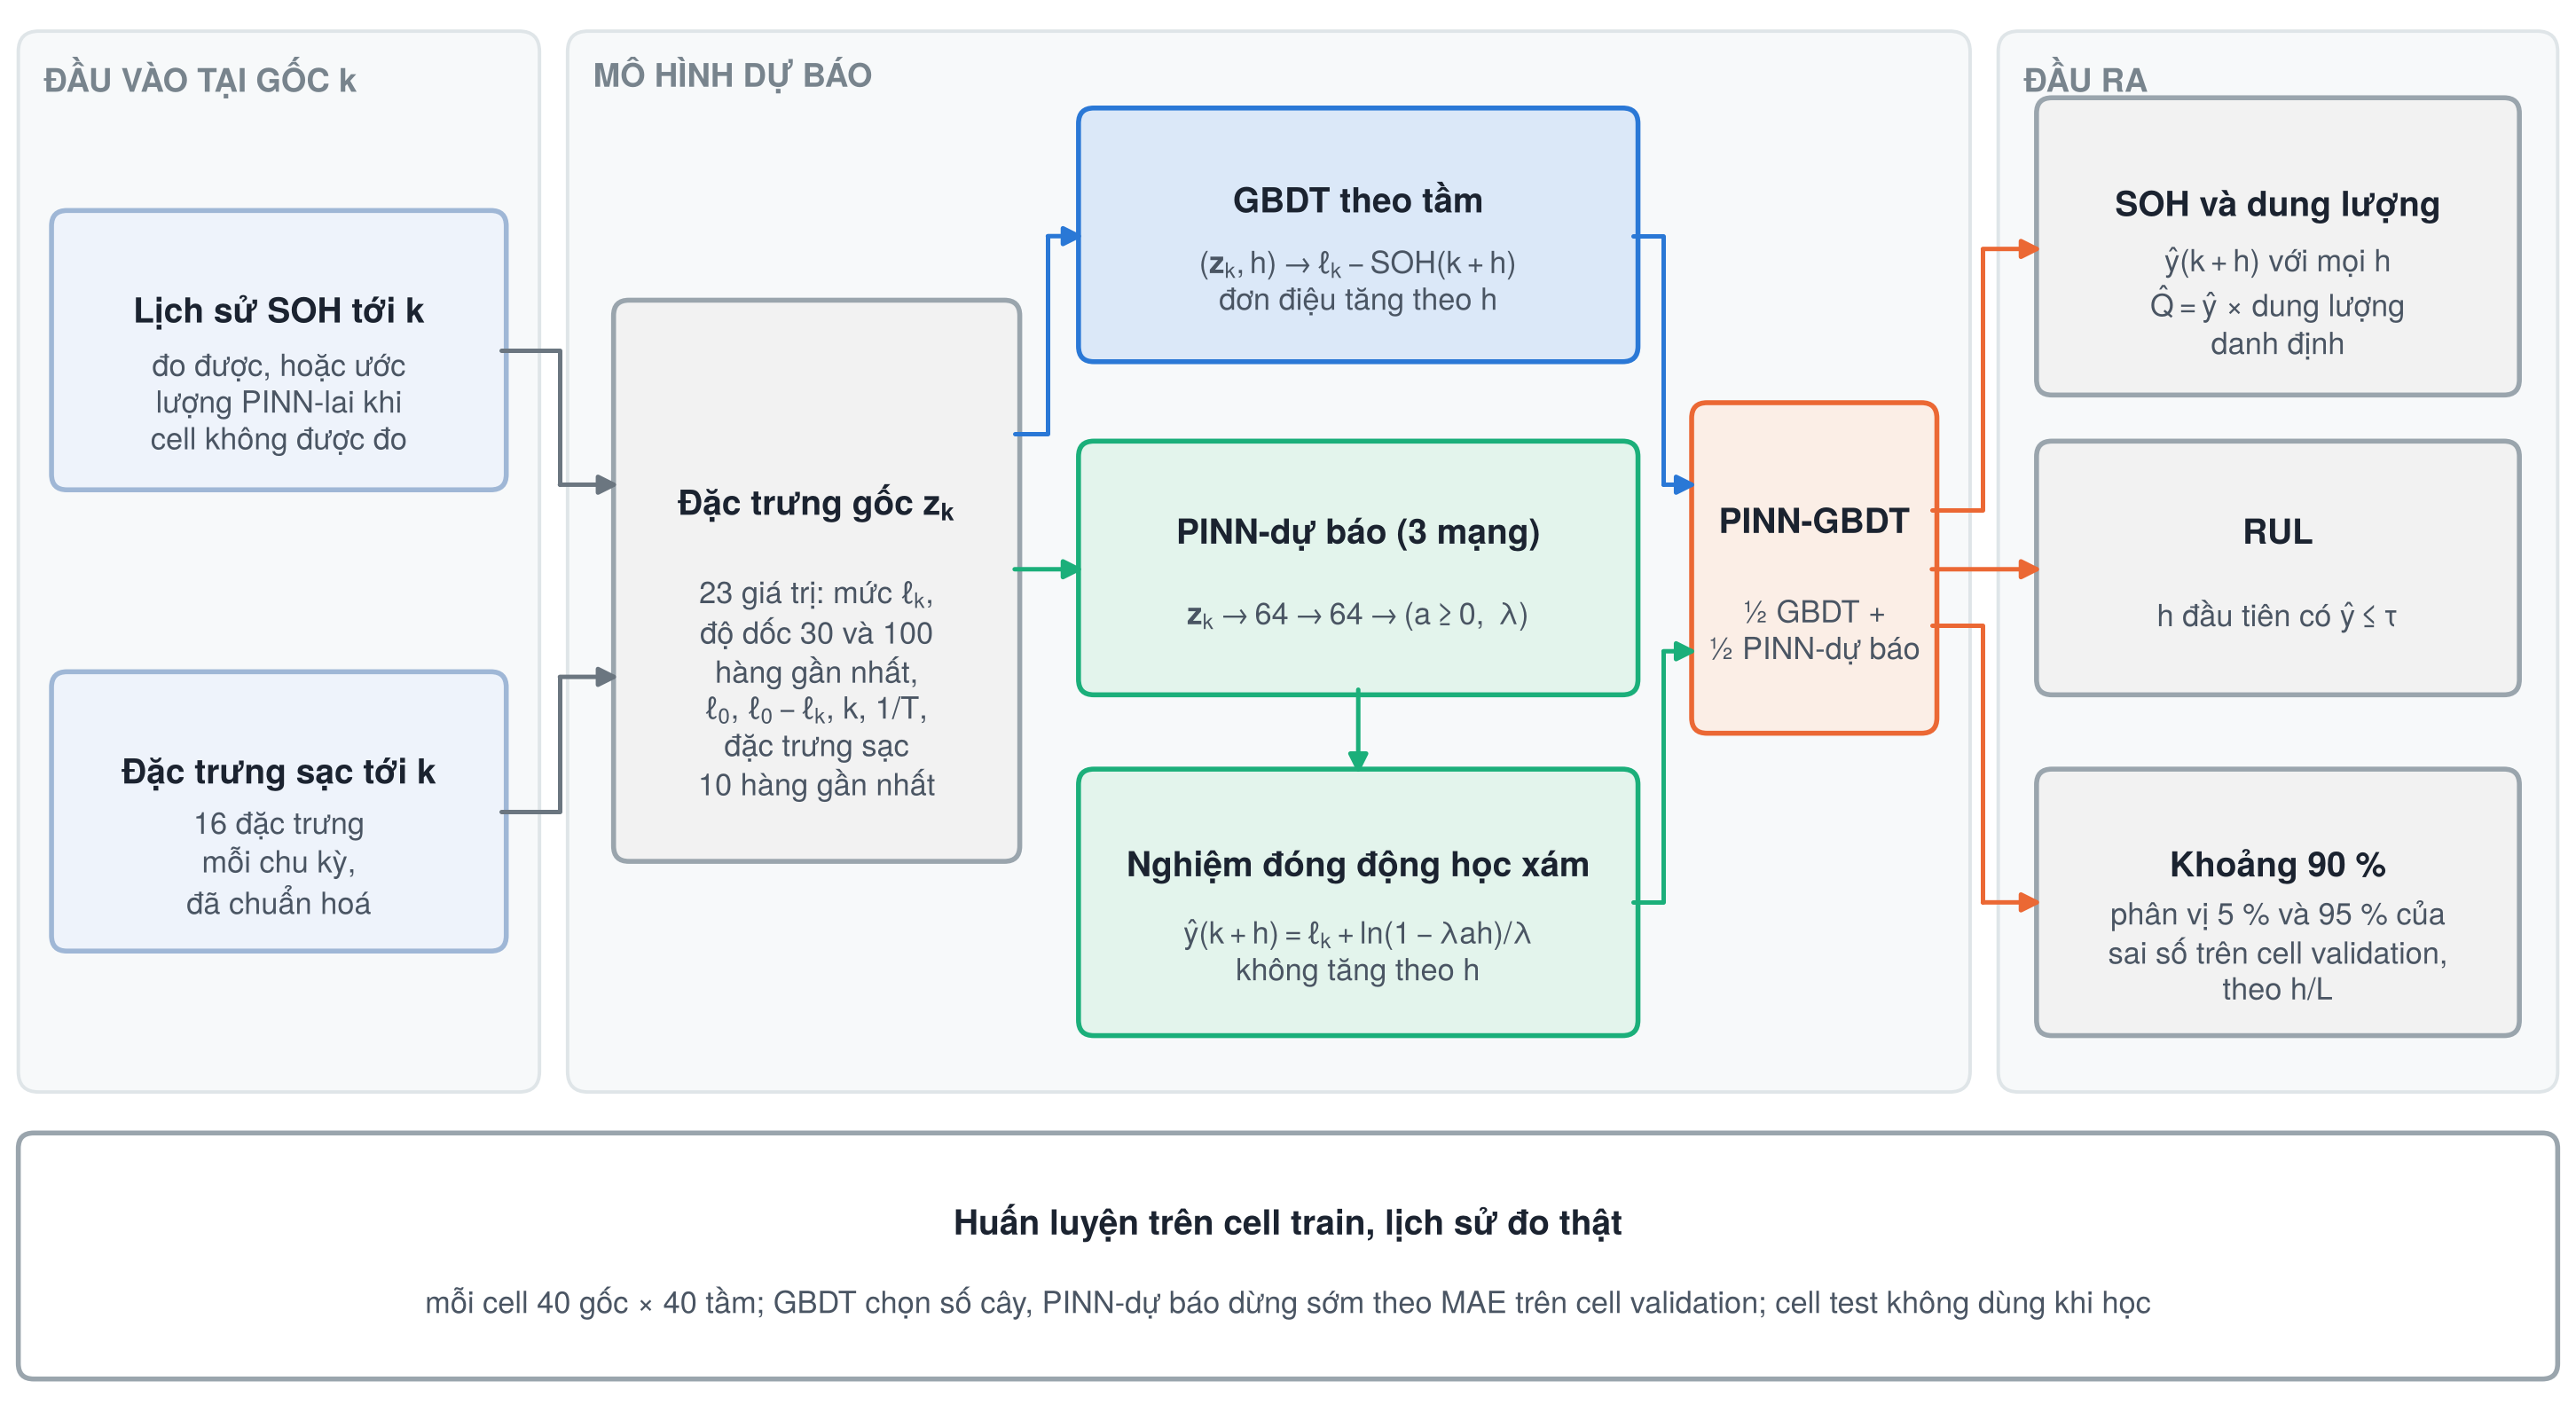 ĐẦU VÀO TẠI GỐC k
Lịch sử SOH tới k
đo được, hoặc ước
lượng PINN-lai khi
cell không được đo
Đặc trưng sạc tới k
16 đặc trưng
mỗi chu kỳ,
đã chuẩn hoá
MÔ HÌNH DỰ BÁO
Đặc trưng gốc zₖ
23 giá trị: mức ℓₖ,
độ dốc 30 và 100
hàng gần nhất,
ℓ₀, ℓ₀ − ℓₖ, k, 1/T,
đặc trưng sạc
10 hàng gần nhất
GBDT theo tầm
(zₖ, h) → ℓₖ − SOH(k + h)
đơn điệu tăng theo h
PINN-dự báo (3 mạng)
zₖ → 64 → 64 → (a ≥ 0, λ)
Nghiệm đóng động học xám
ŷ(k + h) = ℓₖ + ln(1 − λah)/λ
không tăng theo h
PINN-GBDT
½ GBDT +
½ PINN-dự báo
ĐẦU RA
SOH và dung lượng
ŷ(k + h) với mọi h
Q̂ = ŷ × dung lượng
danh định
RUL
h đầu tiên có ŷ ≤ τ
Khoảng 90 %
phân vị 5 % và 95 % của
sai số trên cell validation,
theo h/L
Huấn luyện trên cell train, lịch sử đo thật
mỗi cell 40 gốc × 40 tầm; GBDT chọn số cây, PINN-dự báo dừng sớm theo MAE trên cell validation; cell test không dùng khi học